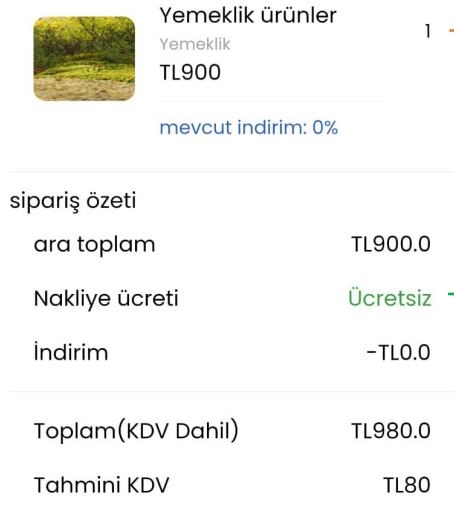 Yemeklik ürünler
1
Yemeklik
TL900
mevcut indirim: 0%
sipariş özeti
ara toplam TL900.0
Nakliye ücreti Ücretsiz
İndirim -TL0.0
Toplam(KDV Dahil) TL980.0
Tahmini KDV TL80